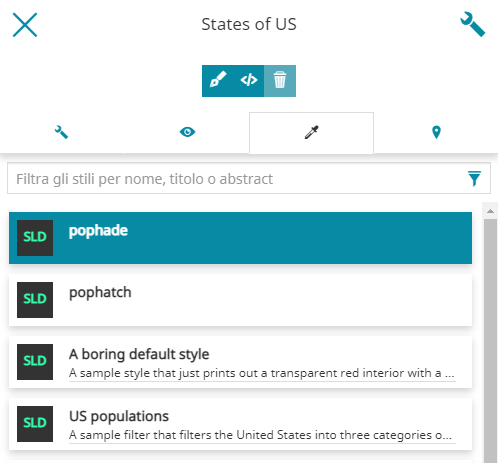 States of US
</>
Filtra gli stili per nome, titolo o abstract
SLD
pophade
SLD
pophatch
SLD
A boring default style
A sample style that just prints out a transparent red interior with a ...
SLD
US populations
A sample filter that filters the United States into three categories o...